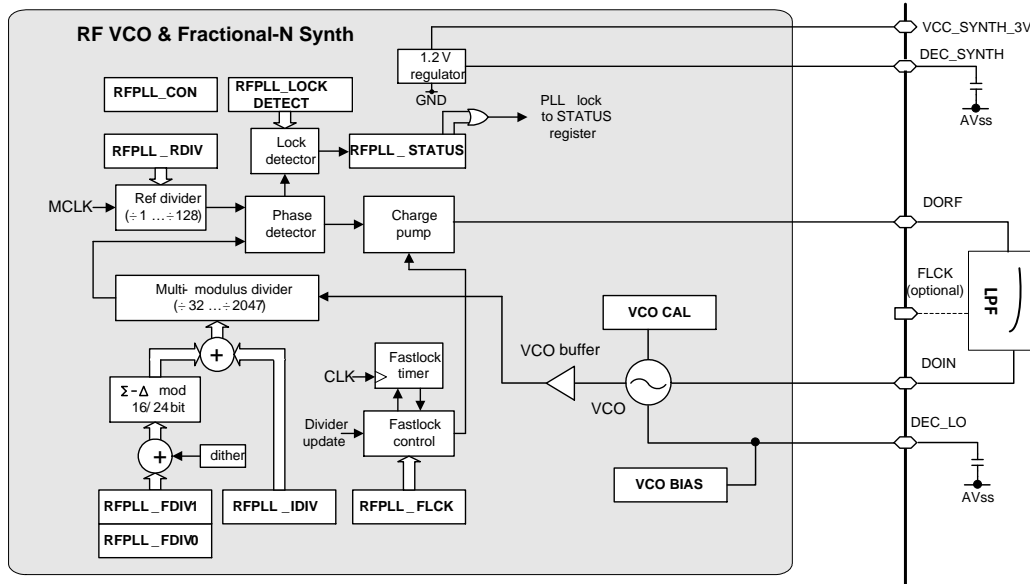 RF VCO & Fractional-N Synth
VCC_SYNTH_3V
1.2 V
regulator
DEC_SYNTH
GND
AVss
RFPLL_CON
RFPLL_LOCK
DETECT
PLL lock
to STATUS
register
RFPLL_RDIV
Lock
detector
RFPLL_STATUS
MCLK
Ref divider
(÷1 ...÷128)
Phase
detector
Charge
pump
DORF
Multi- modulus divider
(÷32 ...÷2047)
FLCK
(optional)
LPF
VCO CAL
VCO buffer
VCO
DOIN
+
CLK
Fastlock
timer
Σ-Δ mod
16/24bit
Divider
update
Fastlock
control
DEC_LO
+
dither
VCO BIAS
AVss
RFPLL_FDIV1
RFPLL_IDIV
RFPLL_FLCK
RFPLL_FDIV0